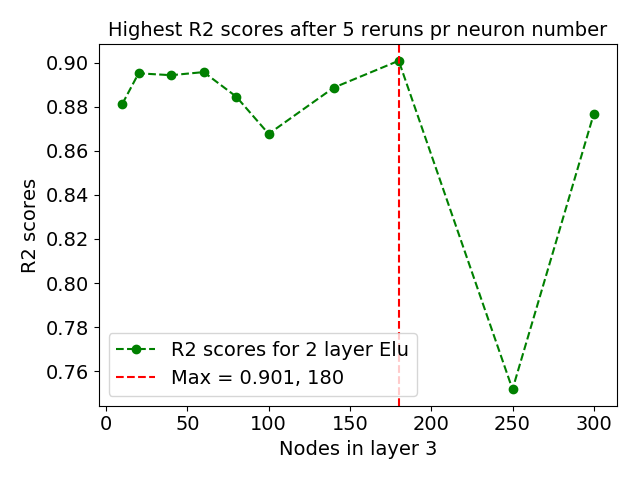 Highest R2 scores after 5 reruns pr neuron number
0.90
0.88
0.86
0.84
0.82
0.80
0.78
0.76
R2 scores
R2 scores for 2 layer Elu
Max = 0.901, 180
0 50 100 150 200 250 300
Nodes in layer 3